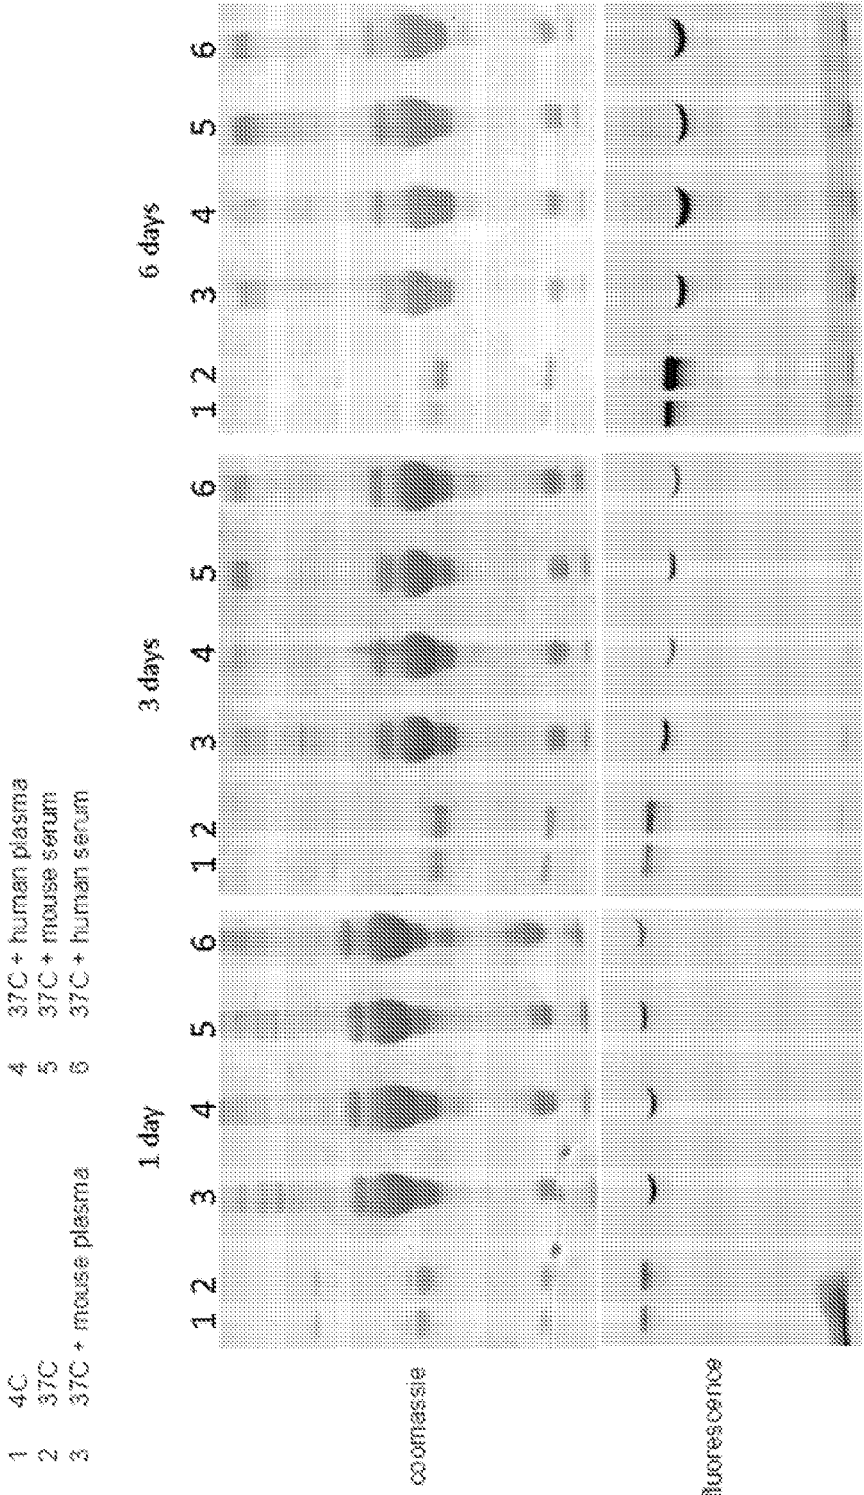 1 4C
2 37C
3 37C + mouse plasma
4 37C + human plasma
5 37C + mouse serum
6 37C + human serum
1 day
3 days
6 days
1 2 3 4 5 6
1 2 3 4 5 6
1 2 3 4 5 6
coomassie
fluorescence